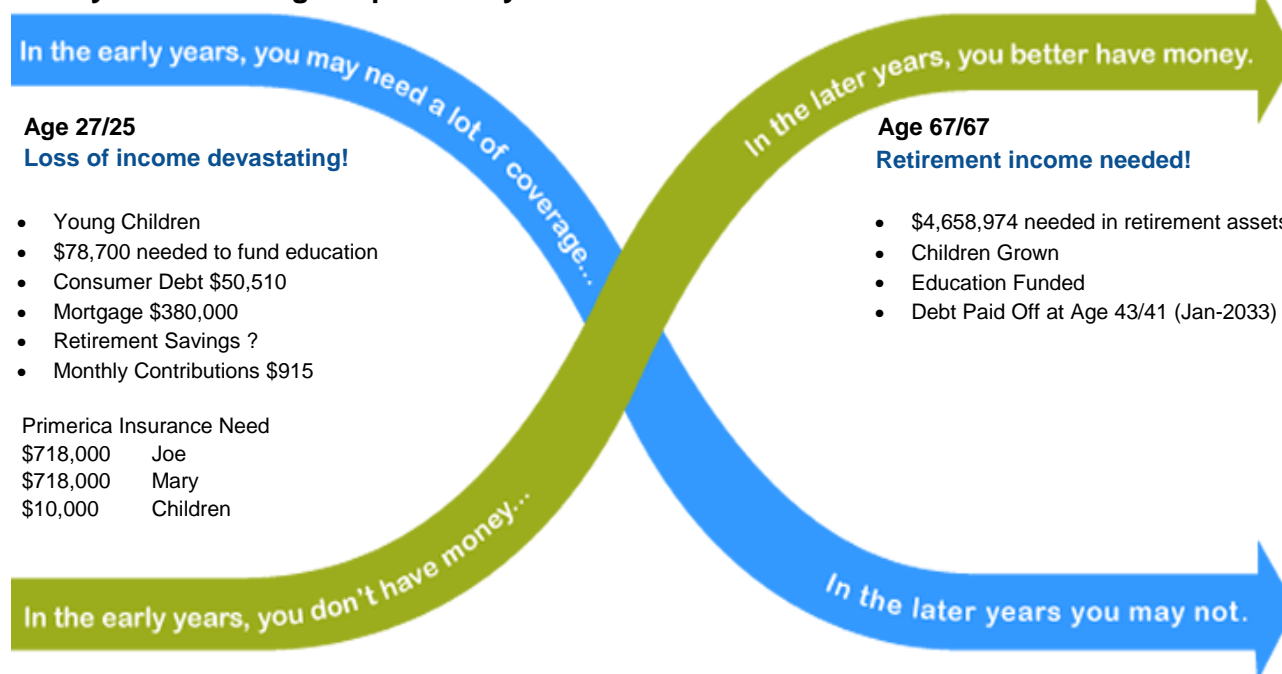 In the early years, you may need a lot of coverage...
Age 27/25
Loss of income devastating!
• Young Children
• $78,700 needed to fund education
• Consumer Debt $50,510
• Mortgage $380,000
• Retirement Savings ?
• Monthly Contributions $915
Primerica Insurance Need
$718,000 Joe
$718,000 Mary
$10,000 Children
In the early years, you don't have money...
In the later years, you better have money.
Age 67/67
Retirement income needed!
• $4,658,974 needed in retirement assets
• Children Grown
• Education Funded
• Debt Paid Off at Age 43/41 (Jan-2033)
In the later years you may not.